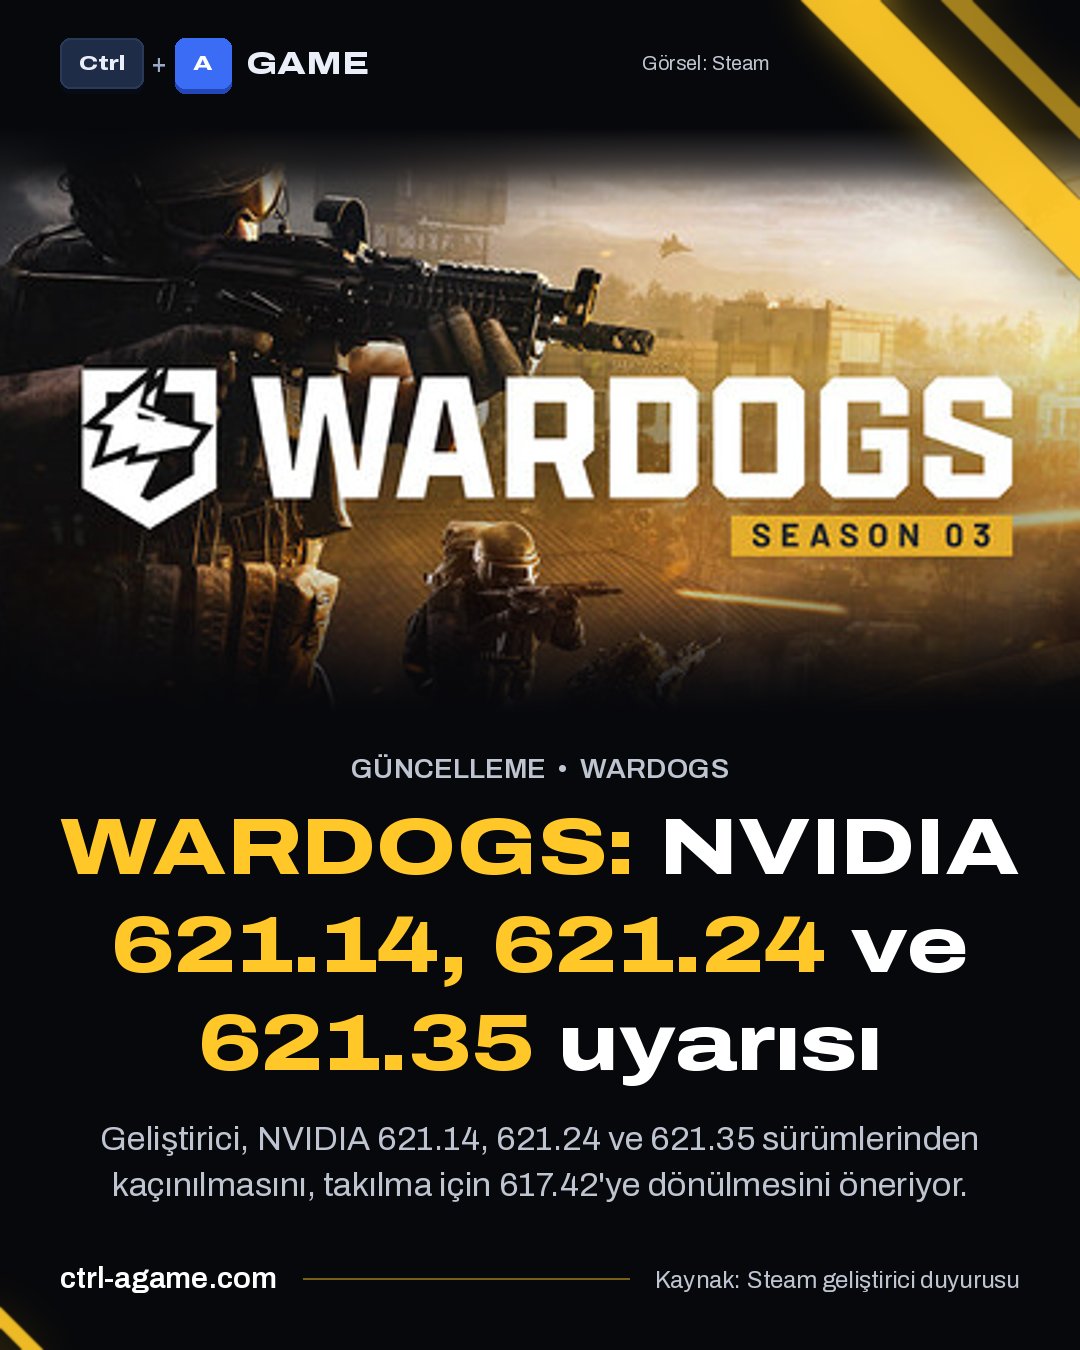 Ctrl + A GAME
Görsel: Steam
WARDOGS
SEASON 03
GÜNCELLEME • WARDOGS
WARDOGS: NVIDIA
621.14, 621.24 ve
621.35 uyarısı
Geliştirici, NVIDIA 621.14, 621.24 ve 621.35 sürümlerinden
kaçınılmasını, takılma için 617.42'ye dönülmesini öneriyor.
ctrl-agame.com
Kaynak: Steam geliştirici duyurusu